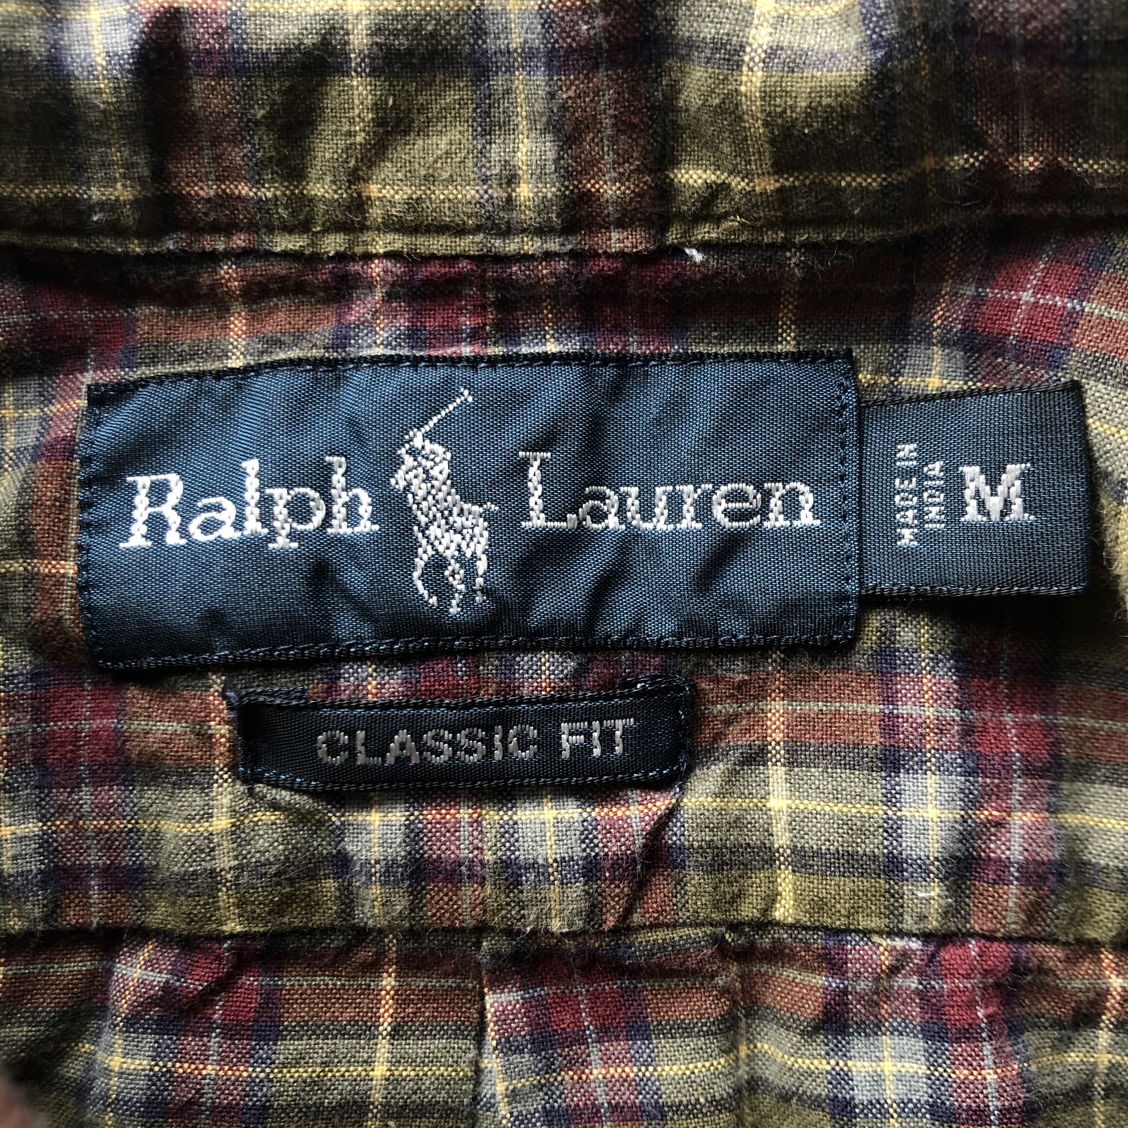 Ralph Lauren
MADE IN
INDIA
M
CLASSIC FIT